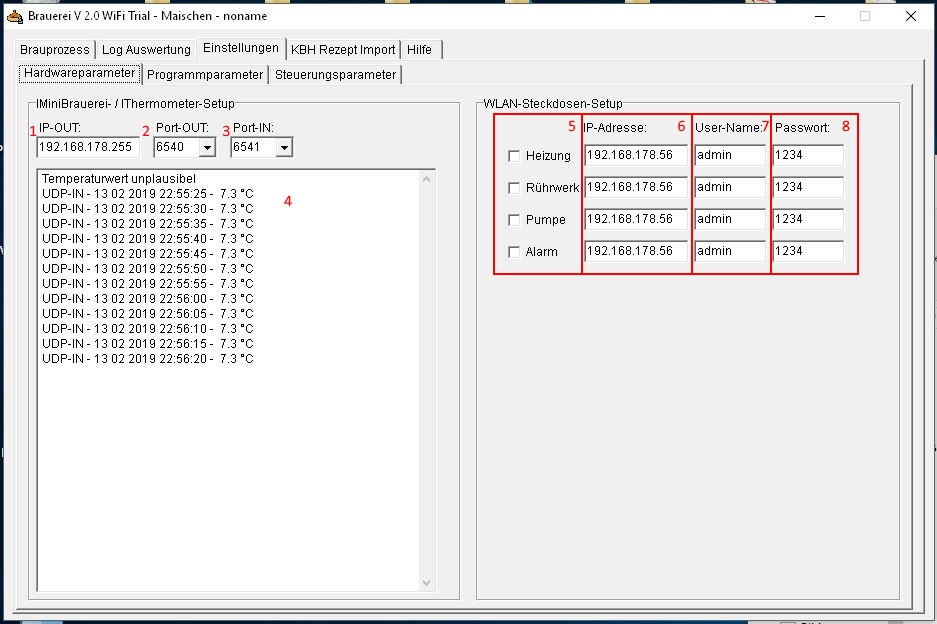 Brauerei V 2.0 WiFi Trial - Maischen - noname
Brauprozess Log Auswertung Einstellungen KBH Rezept Import Hilfe
Hardwareparameter Programmparameter Steuerungsparameter
IMiniBrauerei- / IThermometer-Setup
1 IP-OUT: 2 Port-OUT: 3 Port-IN:
192.168.178.255 6540 6541
Temperaturwert unplausibel
UDP-IN - 13 02 2019 22:55:25 - 7.3 °C
4
UDP-IN - 13 02 2019 22:55:30 - 7.3 °C
UDP-IN - 13 02 2019 22:55:35 - 7.3 °C
UDP-IN - 13 02 2019 22:55:40 - 7.3 °C
UDP-IN - 13 02 2019 22:55:45 - 7.3 °C
UDP-IN - 13 02 2019 22:55:50 - 7.3 °C
UDP-IN - 13 02 2019 22:55:55 - 7.3 °C
UDP-IN - 13 02 2019 22:56:00 - 7.3 °C
UDP-IN - 13 02 2019 22:56:05 - 7.3 °C
UDP-IN - 13 02 2019 22:56:10 - 7.3 °C
UDP-IN - 13 02 2019 22:56:15 - 7.3 °C
UDP-IN - 13 02 2019 22:56:20 - 7.3 °C
WLAN-Steckdosen-Setup
5 IP-Adresse: 6 User-Name: 7 Passwort: 8
Heizung 192.168.178.56 admin 1234
Rührwerk 192.168.178.56 admin 1234
Pumpe 192.168.178.56 admin 1234
Alarm 192.168.178.56 admin 1234